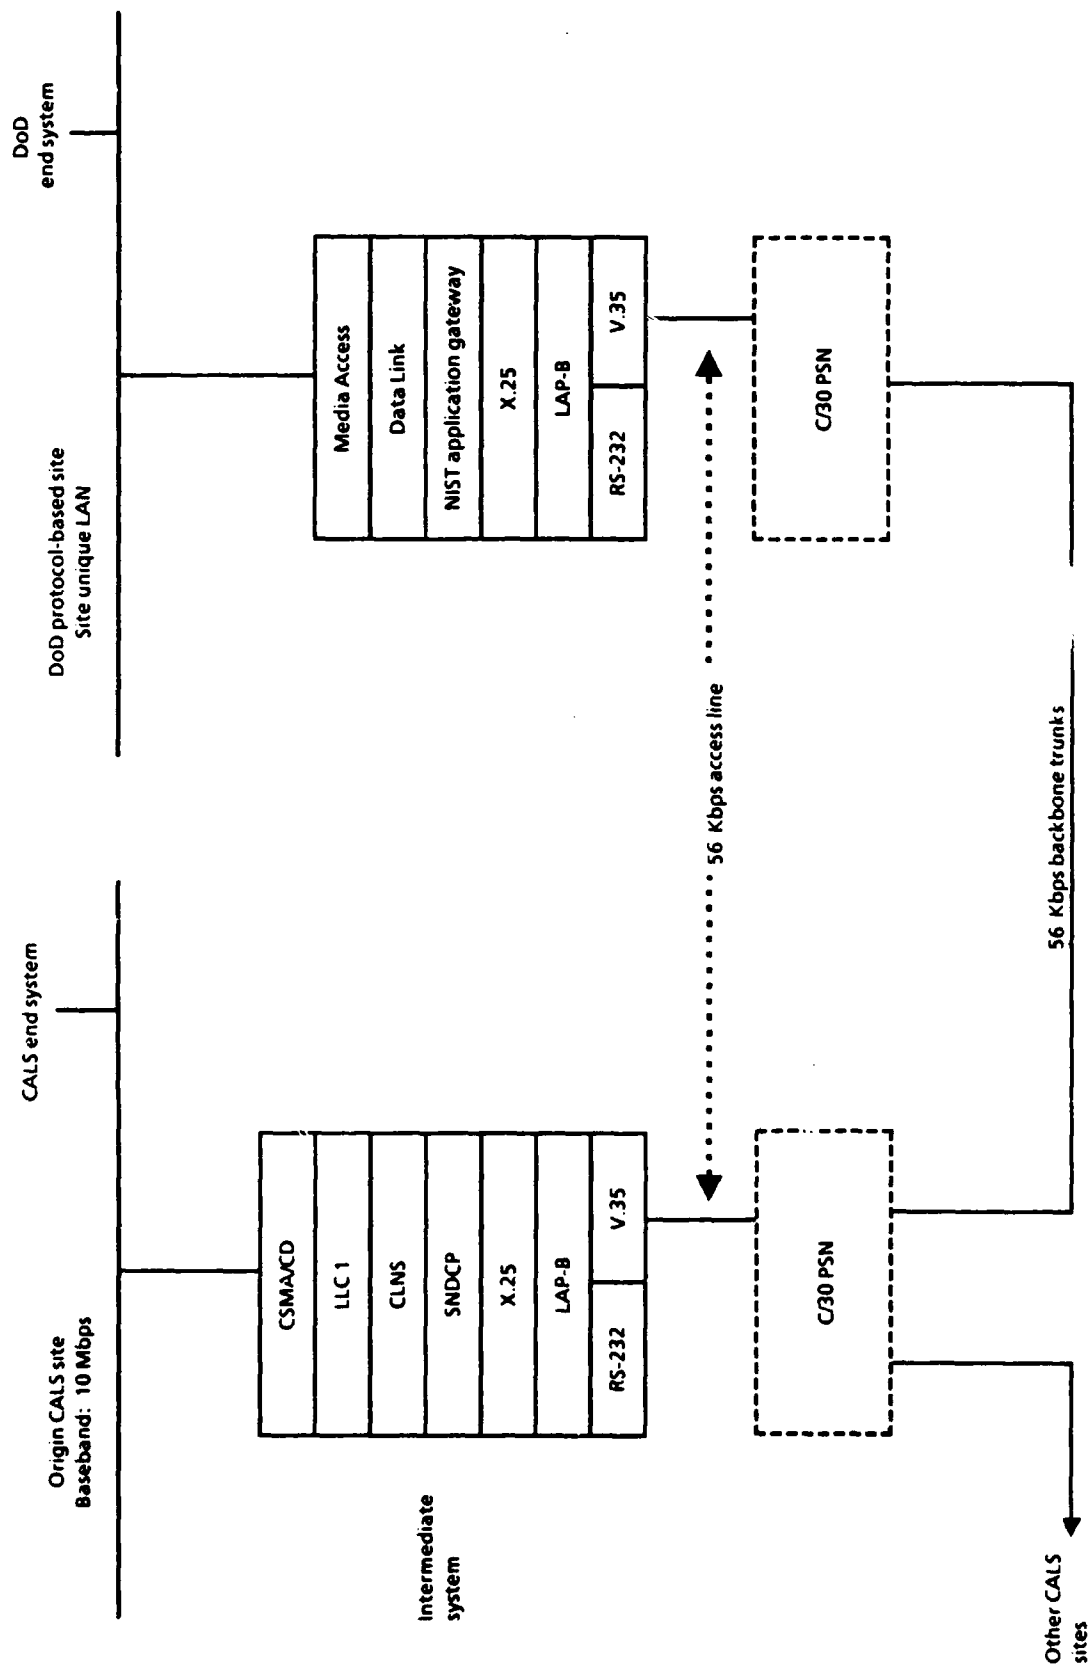 Origin CALS site
Baseband: 10 Mbps
CALS end system
DoD protocol-based site
Site unique LAN
DoD
end system
Intermediate
system
CSMA/CD
LLC 1
CLNS
SNDCP
X.25
LAP-B
RS-232
V.35
Media Access
Data Link
NIST application gateway
X.25
LAP-B
RS-232
V.35
56 Kbps access line
C/30 PSN
C/30 PSN
56 Kbps backbone trunks
Other CALS
sites